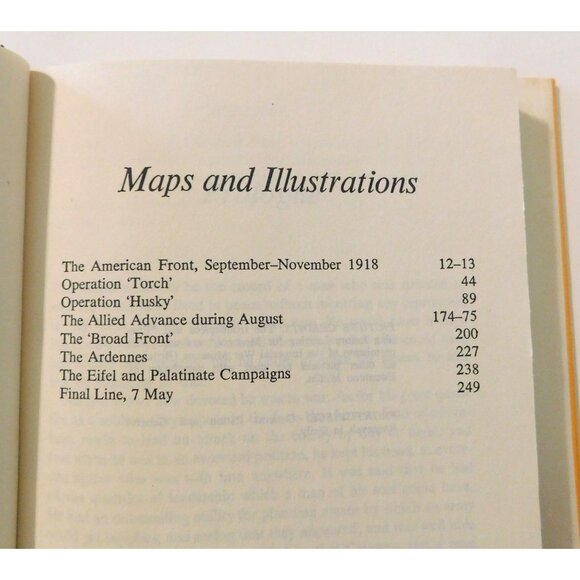 Maps and Illustrations
The American Front, September–November 1918 12–13
Operation ‘Torch’ 44
Operation ‘Husky’ 89
The Allied Advance during August 174–75
The ‘Broad Front’ 200
The Ardennes 227
The Eifel and Palatinate Campaigns 238
Final Line, 7 May 249